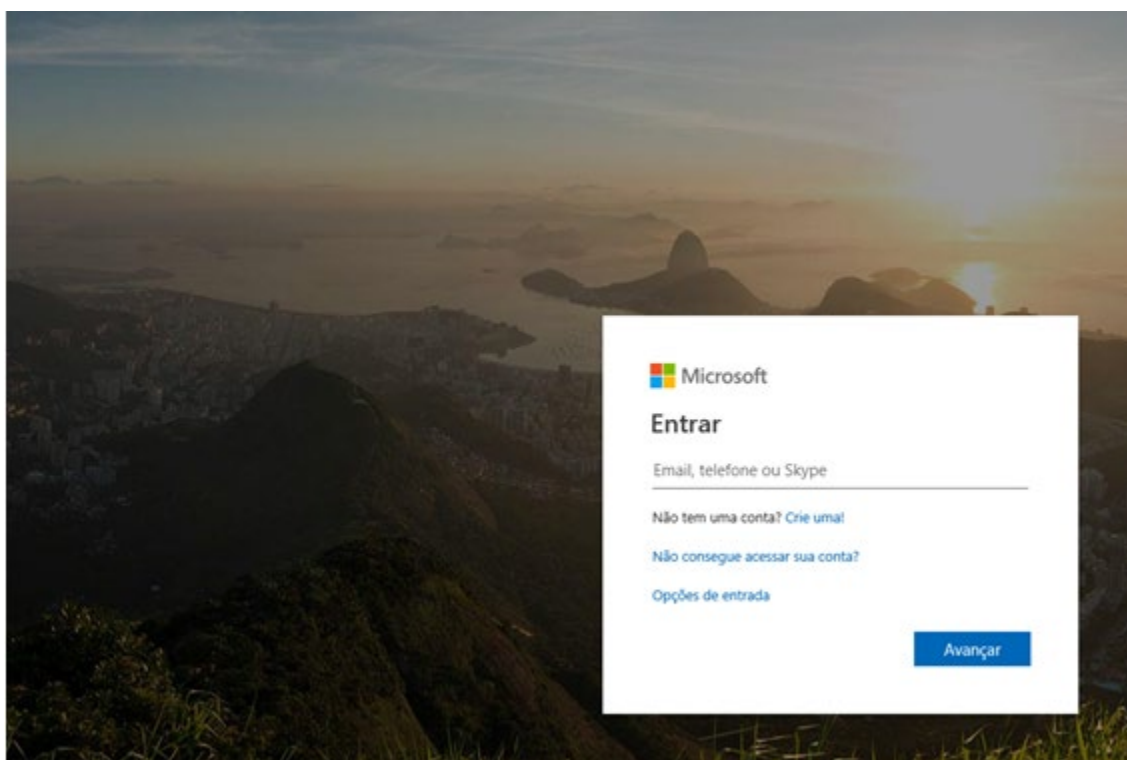 Microsoft
Entrar
Email, telefone ou Skype
Não tem uma conta? Crie uma!
Não consegue acessar sua conta?
Opções de entrada
Avançar